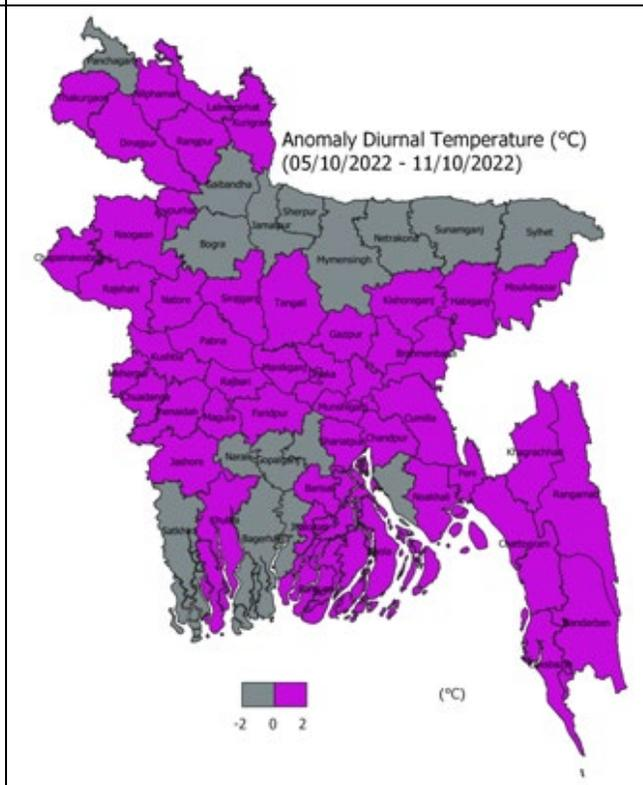 Panchagarh
Thakurgaon
Nilphamari
Lalmonirhat
Kurigram
Dinajpur
Rangpur
Anomaly Diurnal Temperature (°C)
(05/10/2022 - 11/10/2022)
Gaibandha
Joypurhat
Sherpur
Jamalpur
Naogaon
Bogra
Mymensingh
Netrakona
Sunamganj
Sylhet
Rajshahi
Natore
Sirajganj
Tangail
Kishoreganj
Habiganj
Moulvibazar
Pabna
Gazipur
Kushtia
Manikganj
Dhaka
Chuadanga
Rajbari
Jhenaidah
Magura
Faridpur
Munshiganj
Cumilla
Jashore
Narail
Gopalganj
Shariatpur
Chandpur
Khagrachhari
Barisal
Noakhali
Feni
Rangamati
Satkhira
Khulna
Bagerhat
Bhola
Chattogram
Bandarban
(°C)
-2 0 2